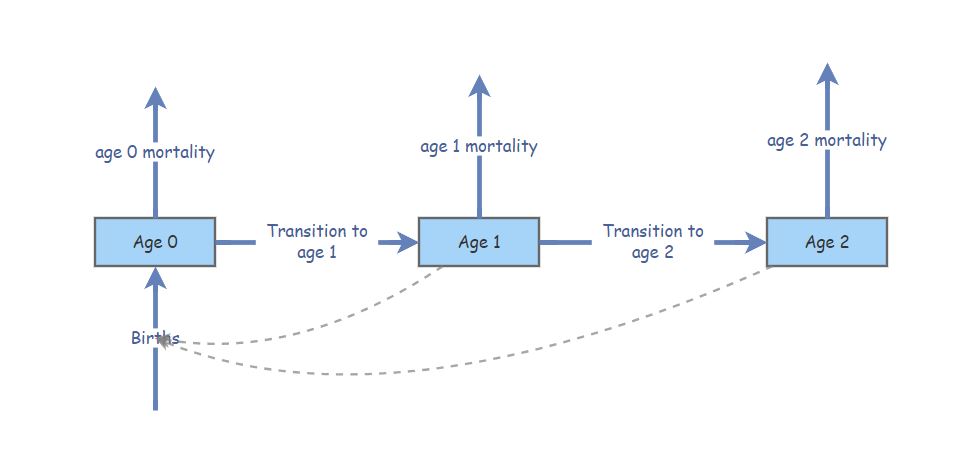 age 0 mortality
age 1 mortality
age 2 mortality
Age 0
Transition to
age 1
Age 1
Transition to
age 2
Age 2
Births